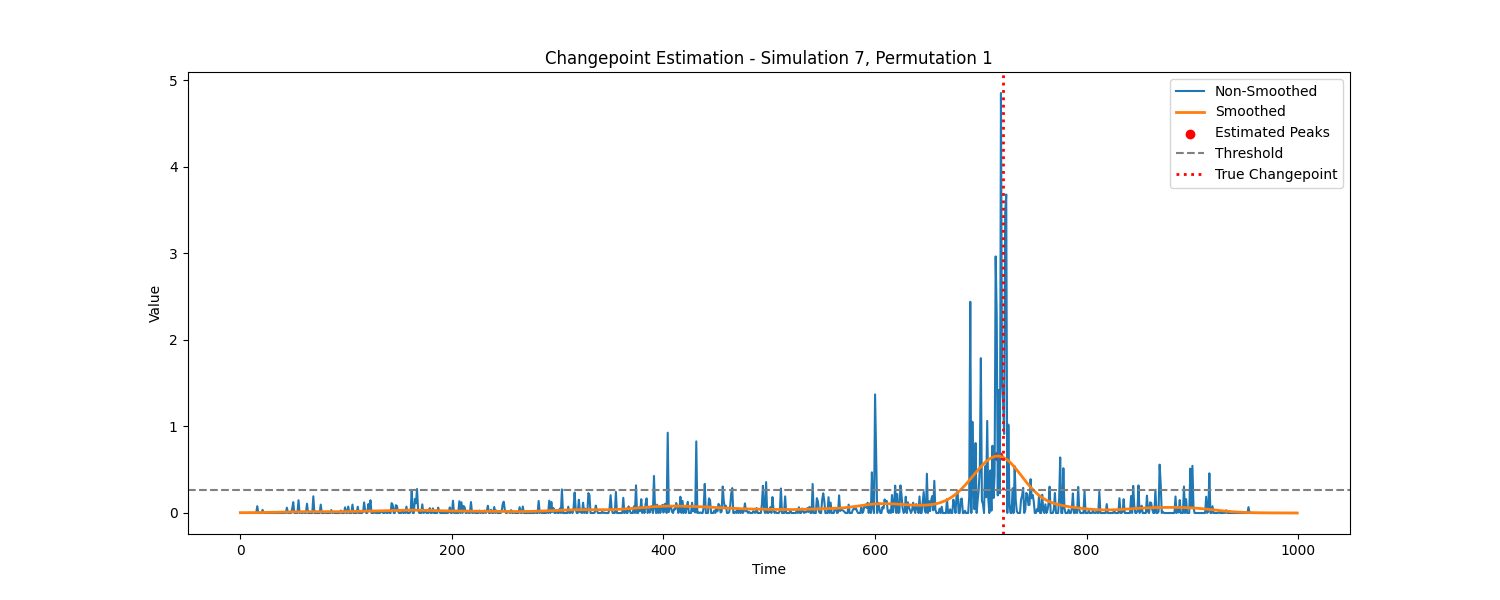 Changepoint Estimation - Simulation 7, Permutation 1
Value
5
4
3
2
1
0
Non-Smoothed
Smoothed
Estimated Peaks
Threshold
True Changepoint
0 200 400 600 800 1000
Time